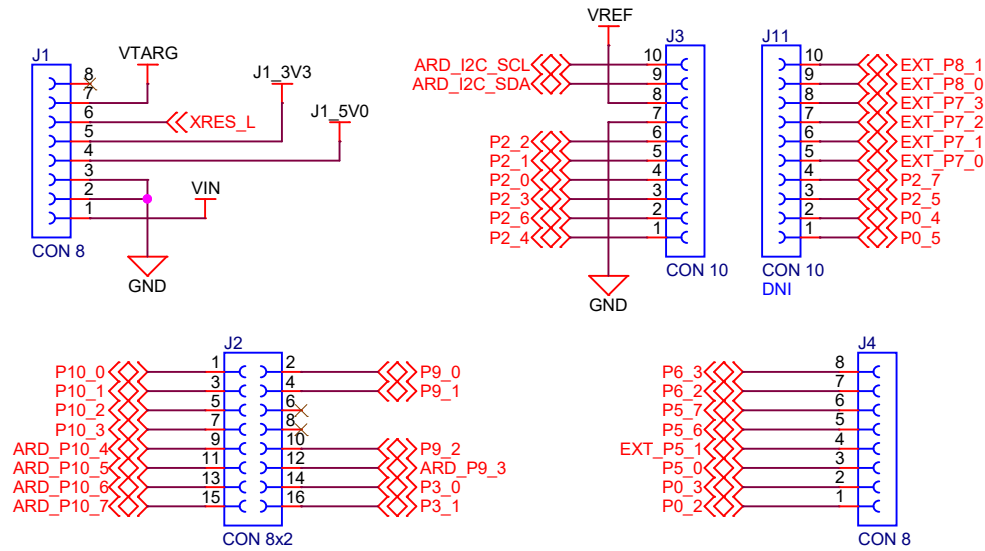 J1
8
7
6
5
4
3
2
1
CON 8
VTARG
J1_3V3
J1_5V0
XRES_L
VIN
GND
VREF
J3
ARD_I2C_SCL 10
ARD_I2C_SDA 9
8
7
P2_2 6
P2_1 5
P2_0 4
P2_3 3
P2_6 2
P2_4 1
CON 10
GND
J11
10 EXT_P8_1
9 EXT_P8_0
8 EXT_P7_3
7 EXT_P7_2
6 EXT_P7_1
5 EXT_P7_0
4 P2_7
3 P2_5
2 P0_4
1 P0_5
CON 10
DNI
J2
P10_0 1 2 P9_0
P10_1 3 4 P9_1
P10_2 5 6
P10_3 7 8
ARD_P10_4 9 10 P9_2
ARD_P10_5 11 12 ARD_P9_3
ARD_P10_6 13 14 P3_0
ARD_P10_7 15 16 P3_1
CON 8x2
J4
P6_3 8
P6_2 7
P5_7 6
P5_6 5
EXT_P5_1 4
P5_0 3
P0_3 2
P0_2 1
CON 8